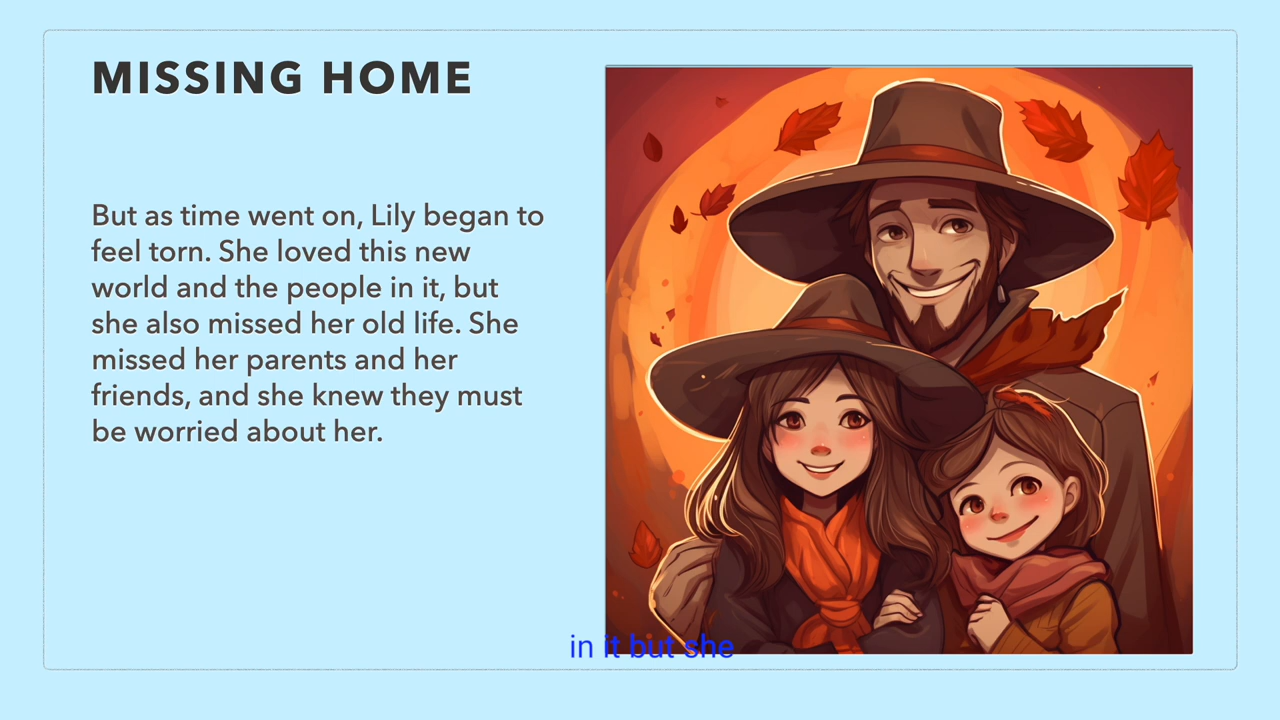 MISSING HOME
But as time went on, Lily began to
feel torn. She loved this new
world and the people in it, but
she also missed her old life. She
missed her parents and her
friends, and she knew they must
be worried about her.
in it but she